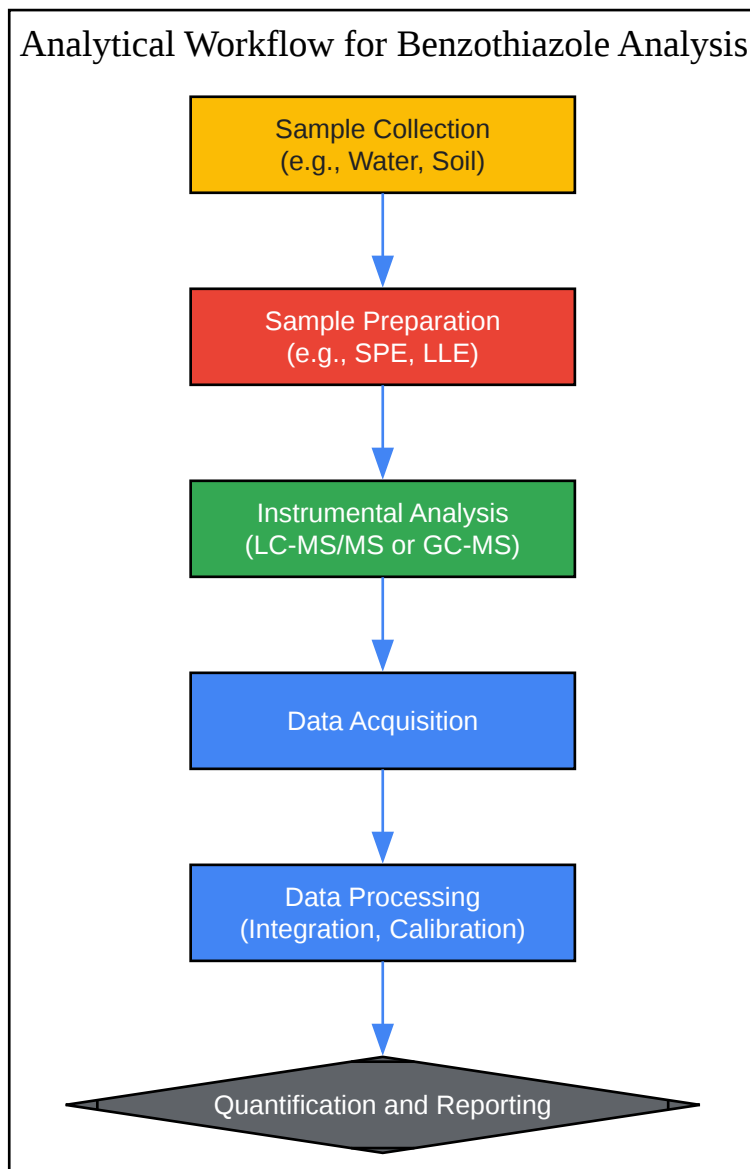 Analytical Workflow for Benzothiazole Analysis
Sample Collection
(e.g., Water, Soil)
Sample Preparation
(e.g., SPE, LLE)
Instrumental Analysis
(LC-MS/MS or GC-MS)
Data Acquisition
Data Processing
(Integration, Calibration)
Quantification and Reporting